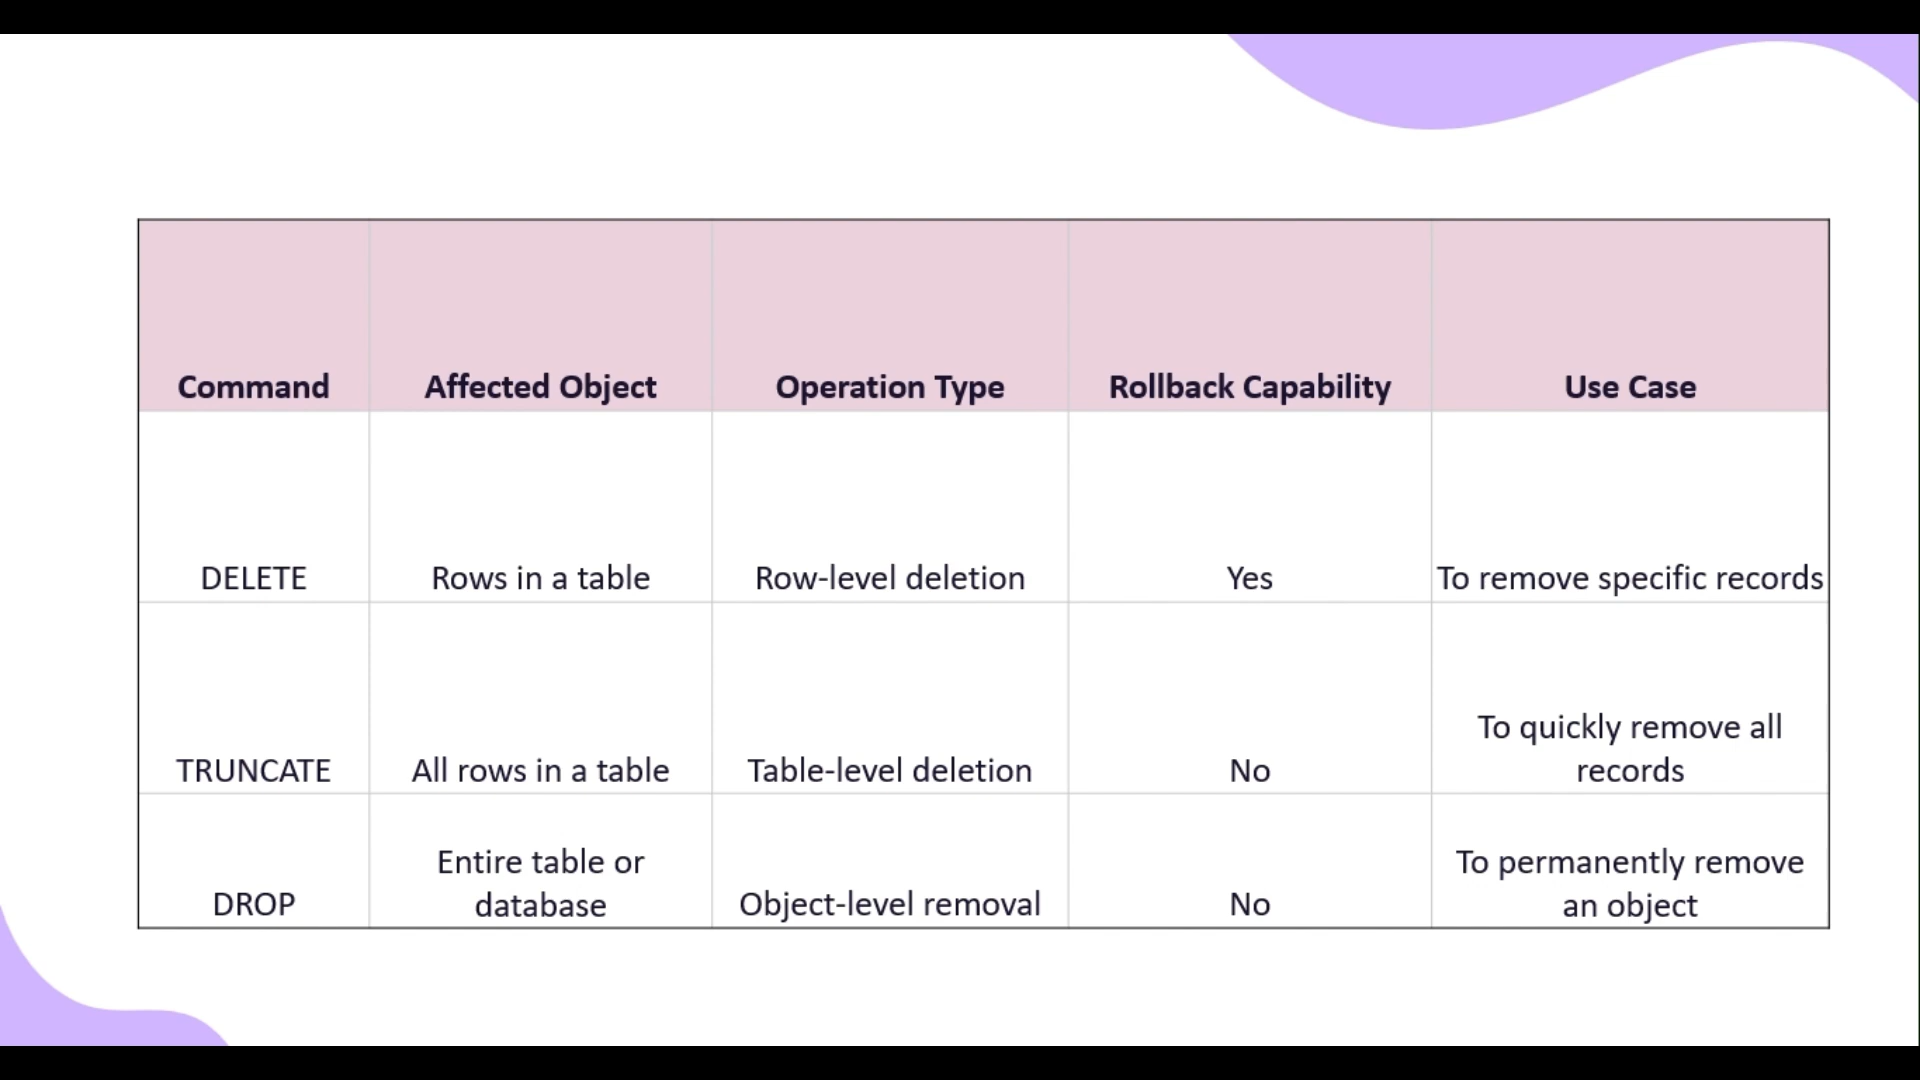 Command Affected Object Operation Type Rollback Capability Use Case
DELETE Rows in a table Row-level deletion Yes To remove specific records
TRUNCATE All rows in a table Table-level deletion No To quickly remove all
records
DROP Entire table or
database Object-level removal No To permanently remove
an object